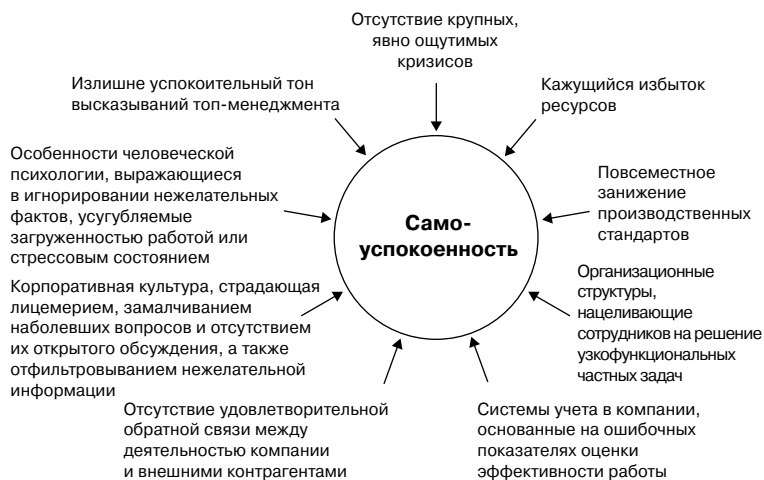 Отсутствие крупных,
явно ощутимых
кризисов
Излишне успокоительный тон
высказываний топ-менеджмента
Кажущийся избыток
ресурсов
Особенности человеческой
психологии, выражающиеся
в игнорировании нежелательных
фактов, усугубляемые
загруженностью работой или
стрессовым состоянием
Повсеместное
занижение
производственных
стандартов
Само-
успокоенность
Корпоративная культура, страдающая
лицемерием, замалчиванием
наболевших вопросов и отсутствием
их открытого обсуждения, а также
отфильтровыванием нежелательной
информации
Организационные
структуры,
нацеливающие
сотрудников на решение
узкофункциональных
частных задач
Отсутствие удовлетворительной
обратной связи между
деятельностью компании
и внешними контрагентами
Системы учета в компании,
основанные на ошибочных
показателях оценки
эффективности работы